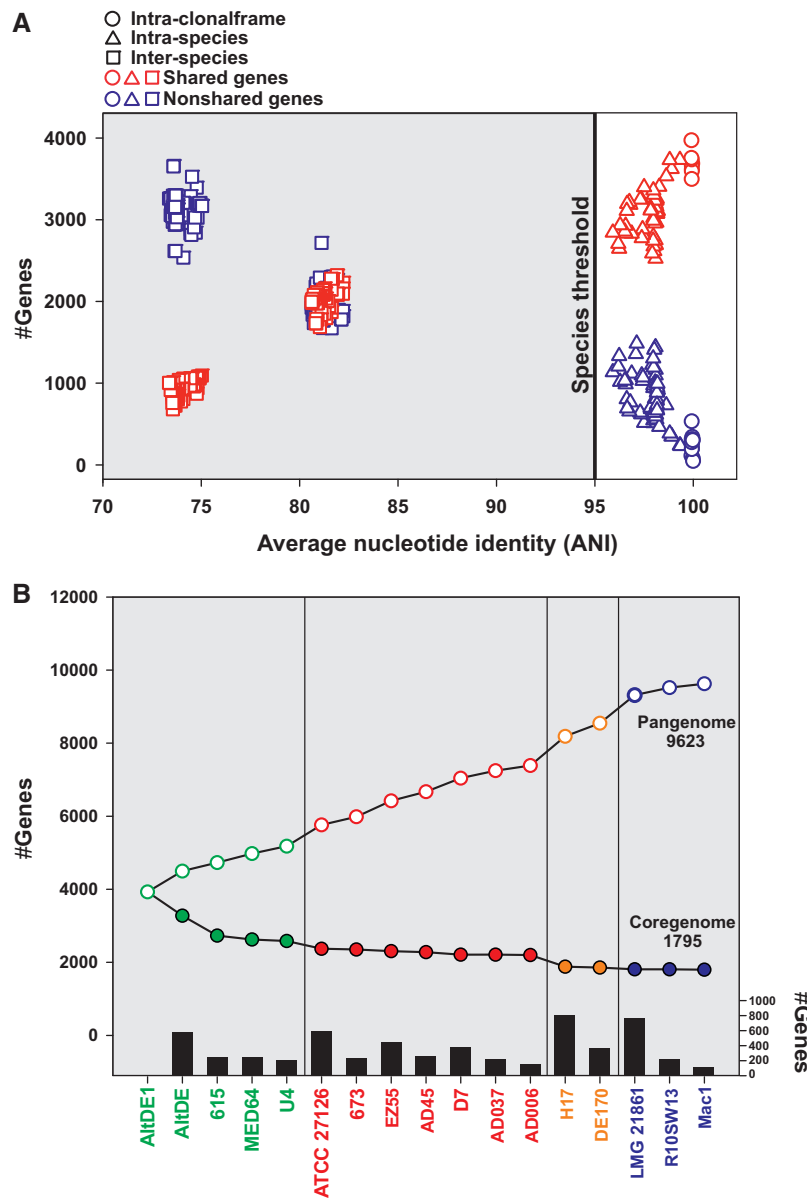 A
Intra-clonalframe
Intra-species
Inter-species
Shared genes
Nonshared genes
#Genes
4000
3000
2000
1000
0
Species threshold
70
75
80
85
90
95
100
Average nucleotide identity (ANI)
B
#Genes
12000
10000
8000
6000
4000
2000
0
Pangenome
9623
Coregenome
1795
#Genes
1000
800
600
400
200
0
AltDE1
AltDE
615
MED64
U4
ATCC 27126
673
EZ55
AD45
D7
AD037
AD006
H17
DE170
LMG 21861
R10SW13
Mac1